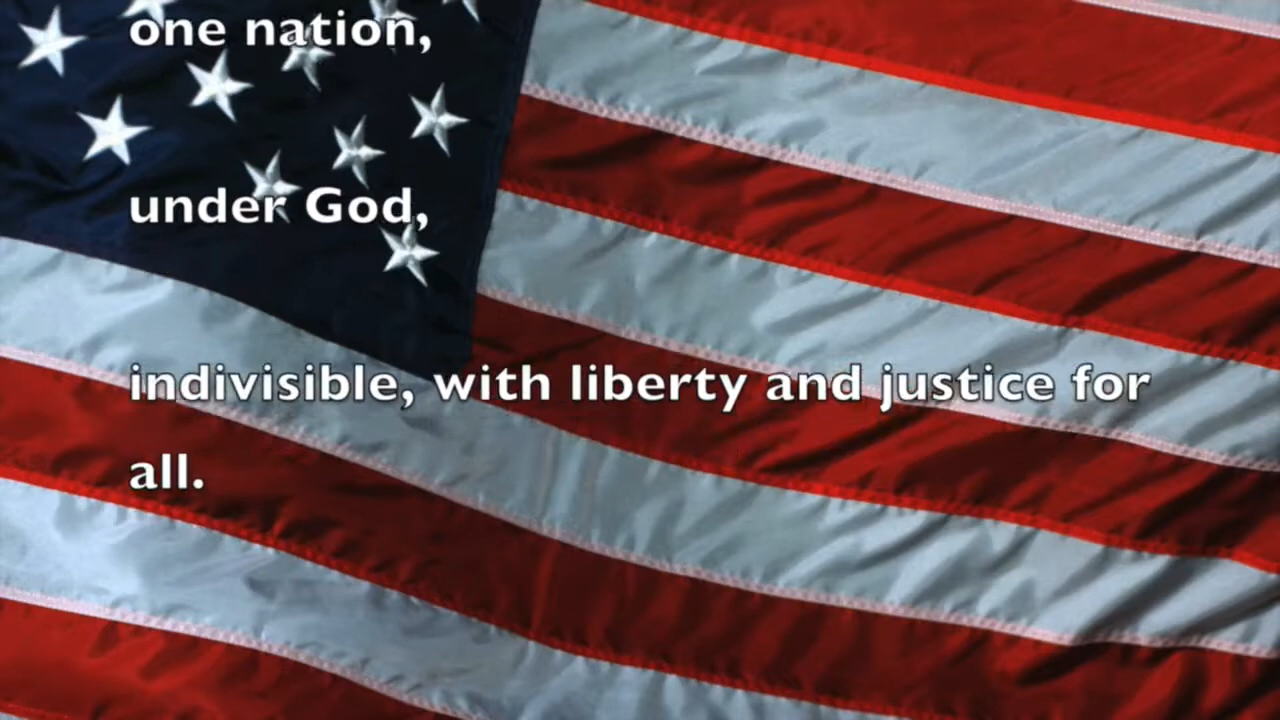 one nation,
under God,
indivisible, with liberty and justice for
all.